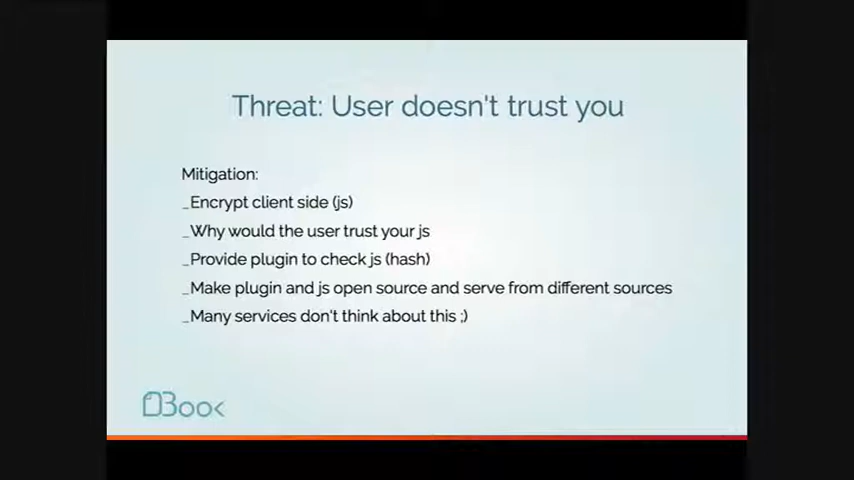 Threat: User doesn't trust you
Mitigation:
_Encrypt client side (js)
_Why would the user trust your js
_Provide plugin to check js (hash)
_Make plugin and js open source and serve from different sources
_Many services don't think about this ;)
DBook